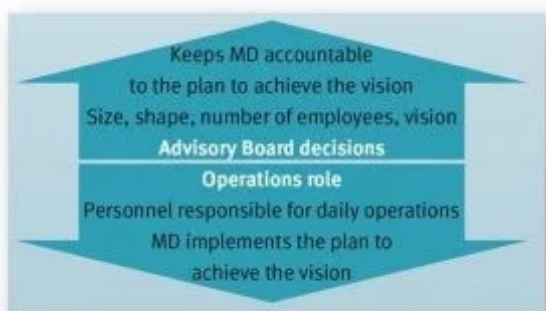 Keeps MD accountable
to the plan to achieve the vision
Size, shape, number of employees, vision
Advisory Board decisions
Operations role
Personnel responsible for daily operations
MD implements the plan to
achieve the vision